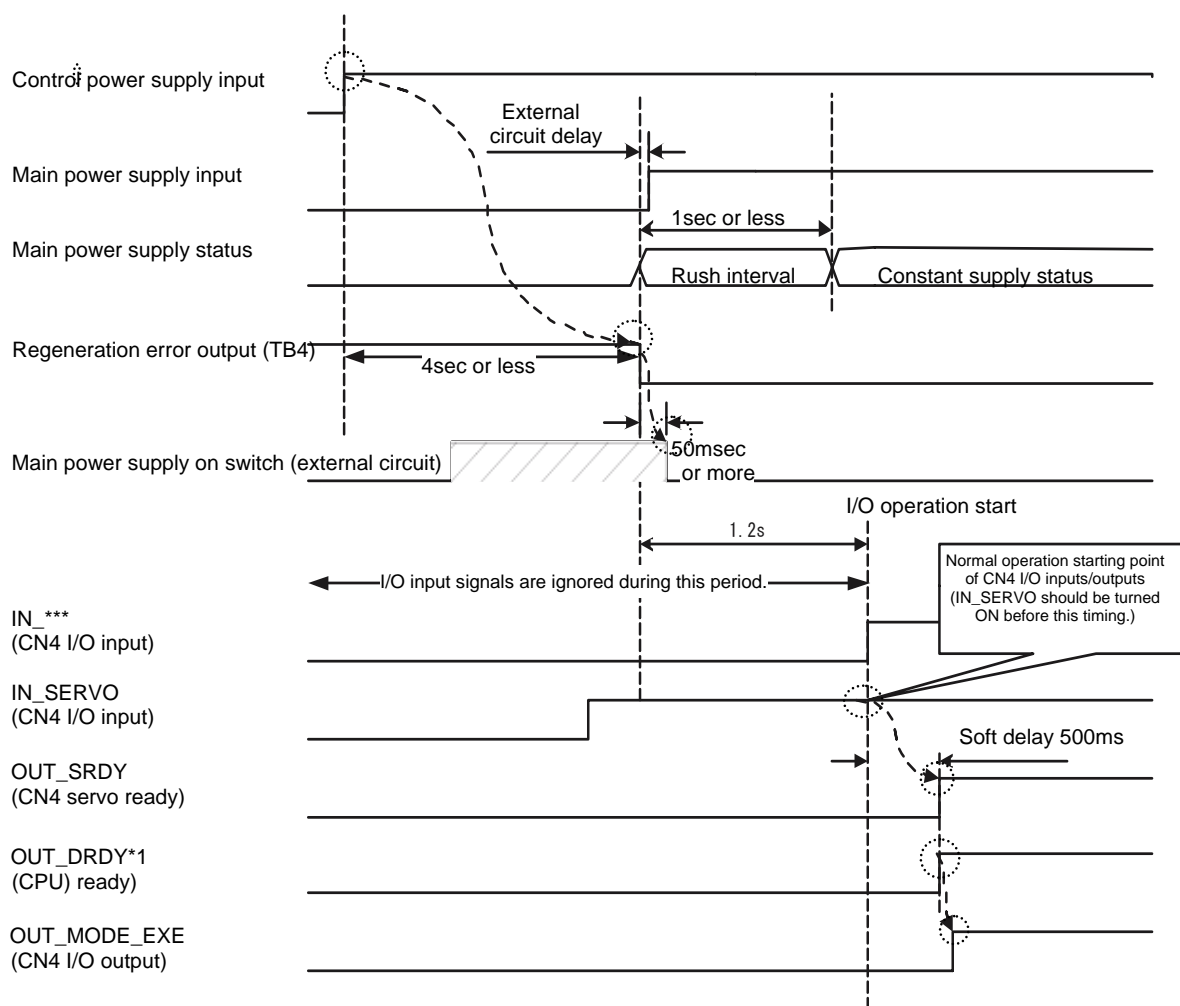 Control power supply input
External
circuit delay
Main power supply input
1sec or less
Main power supply status
Rush interval
Constant supply status
Regeneration error output (TB4)
4sec or less
Main power supply on switch (external circuit)
50msec
or more
I/O operation start
1.2s
Normal operation starting point
of CN4 I/O inputs/outputs
(IN_SERVO should be turned
ON before this timing.)
I/O input signals are ignored during this period.
IN_***
(CN4 I/O input)
IN_SERVO
(CN4 I/O input)
Soft delay 500ms
OUT_SRDY
(CN4 servo ready)
OUT_DRDY*1
(CPU) ready)
OUT_MODE_EXE
(CN4 I/O output)